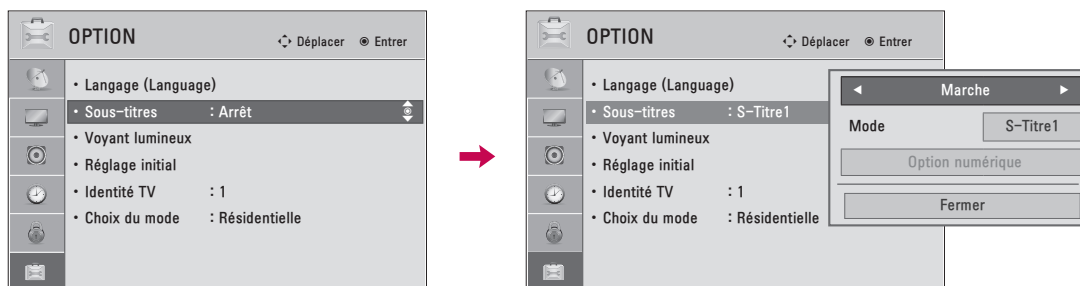 OPTION
Déplacer Entrer
• Langage (Language)
• Sous-titres : Arrêt
• Voyant lumineux
• Réglage initial
• Identité TV : 1
• Choix du mode : Résidentielle
OPTION
Déplacer Entrer
• Langage (Language)
• Sous-titres : S-Titre1
• Voyant lumineux
• Réglage initial
• Identité TV : 1
• Choix du mode : Résidentielle
◀ Marche ▶
Mode S-Titre1
Option numérique
Fermer